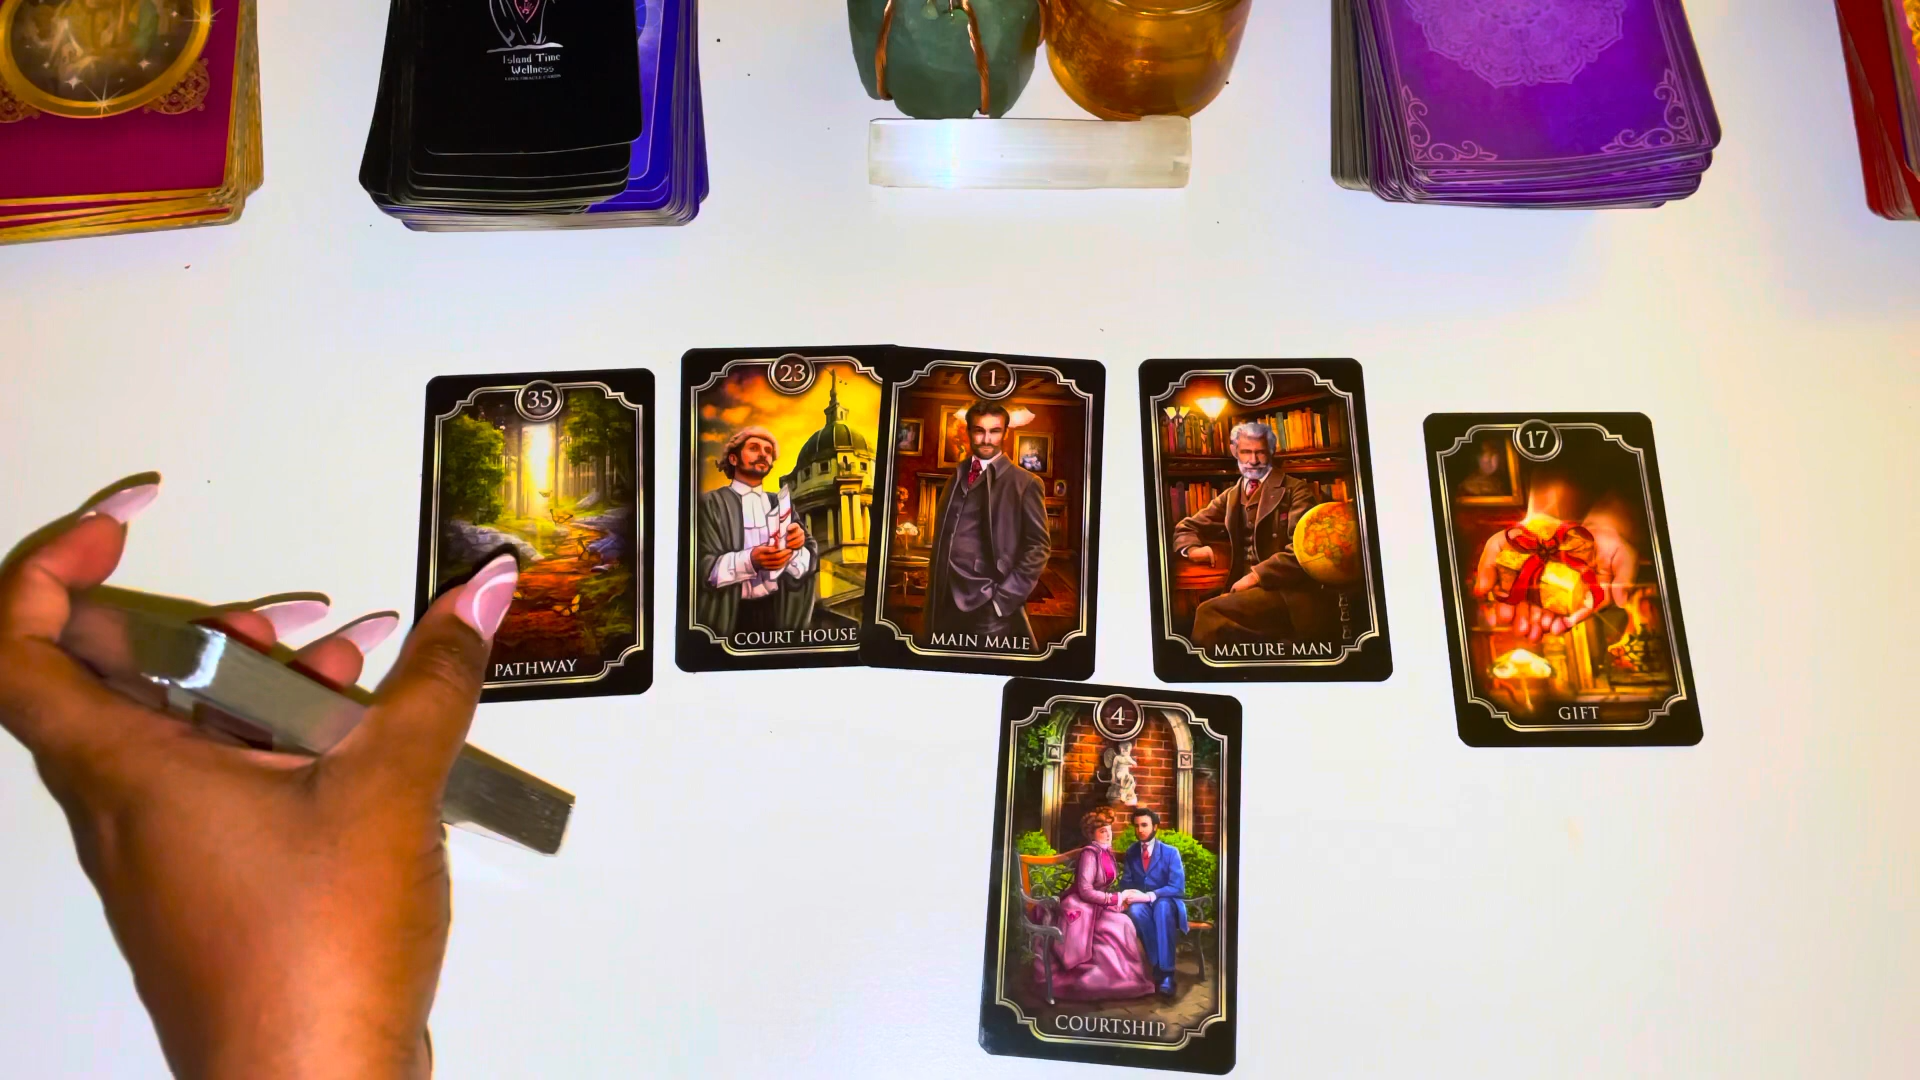 Island Time
Wellness
35
PATHWAY
23
COURT HOUSE
1
MAIN MALE
5
MATURE MAN
17
GIFT
4
COURTSHIP